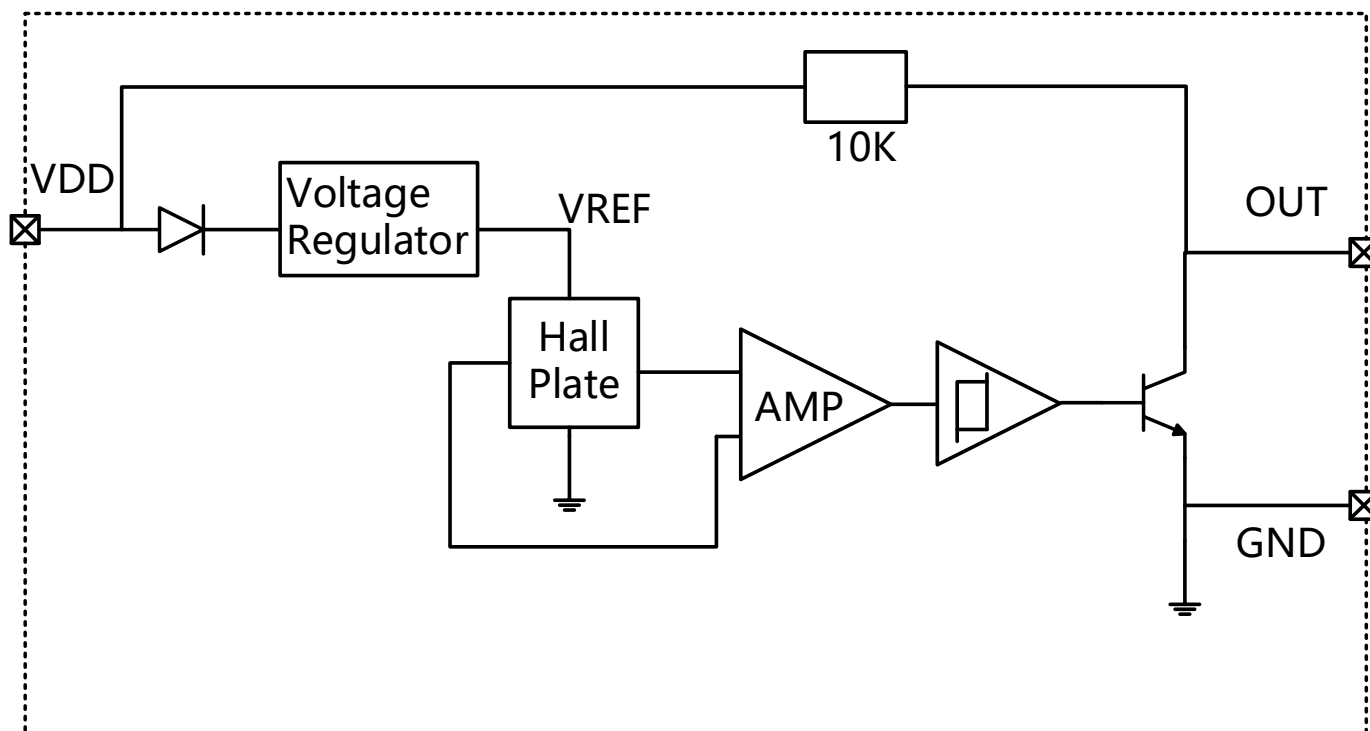 10K
VDD
Voltage
Regulator
VREF
OUT
Hall
Plate
AMP
GND